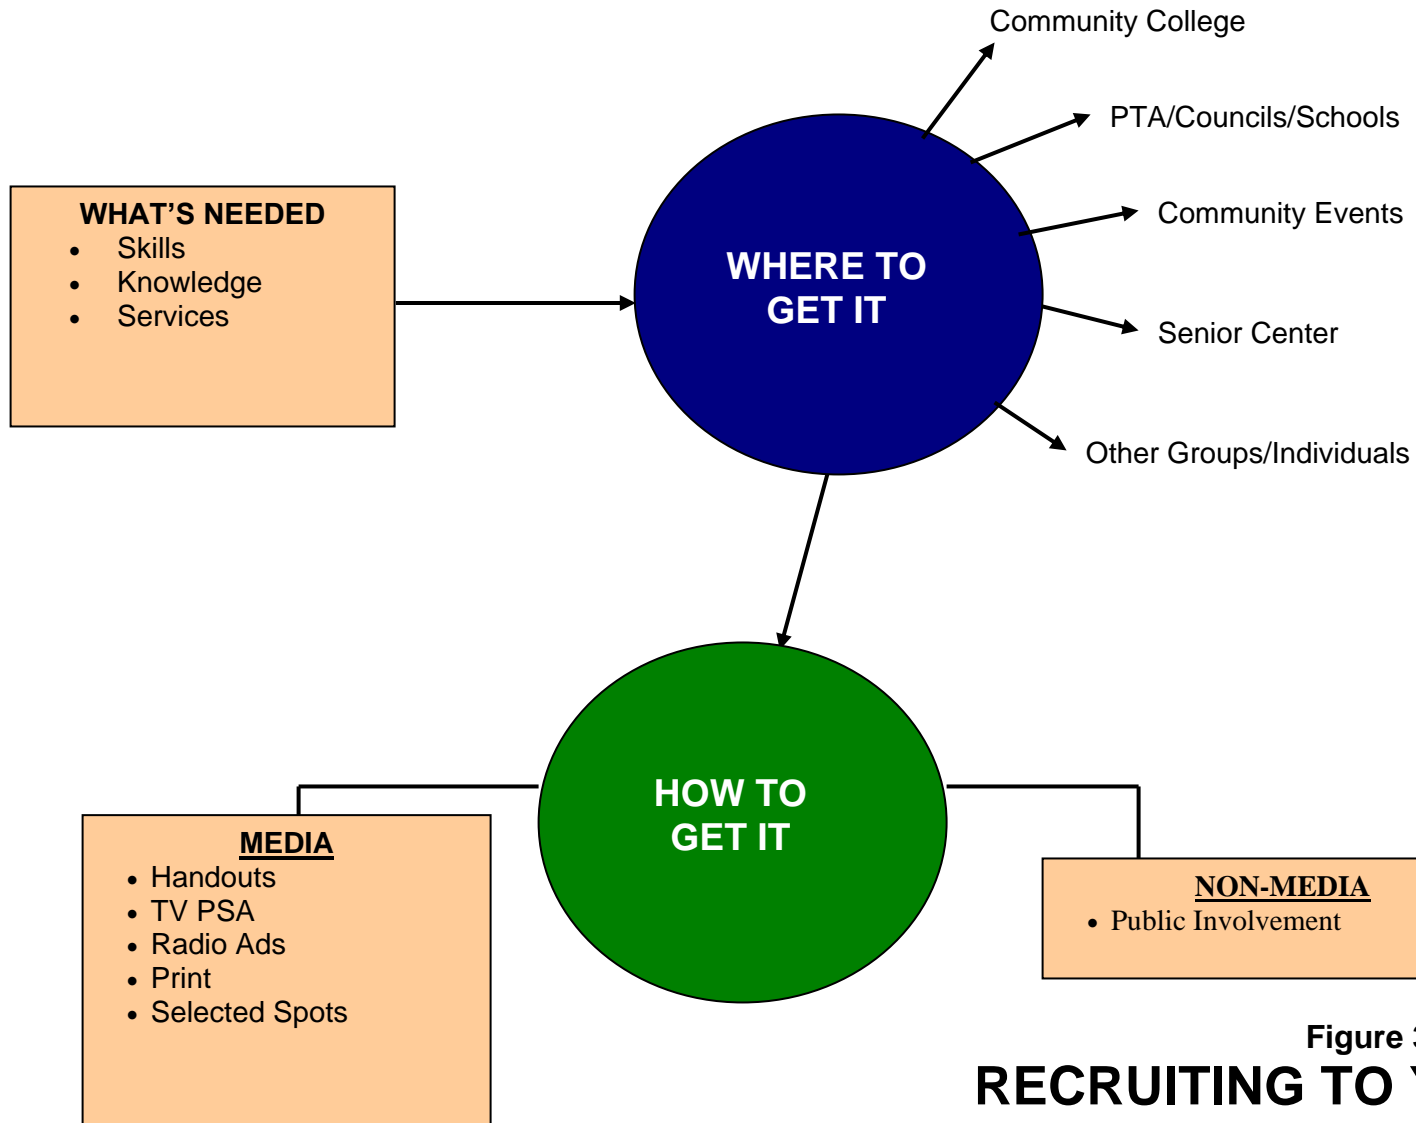 Community College
PTA/Councils/Schools
Community Events
Senior Center
Other Groups/Individuals
WHAT'S NEEDED
• Skills
• Knowledge
• Services
WHERE TO
GET IT
HOW TO
GET IT
MEDIA
• Handouts
• TV PSA
• Radio Ads
• Print
• Selected Spots
NON-MEDIA
• Public Involvement
Figure 3
RECRUITING TO